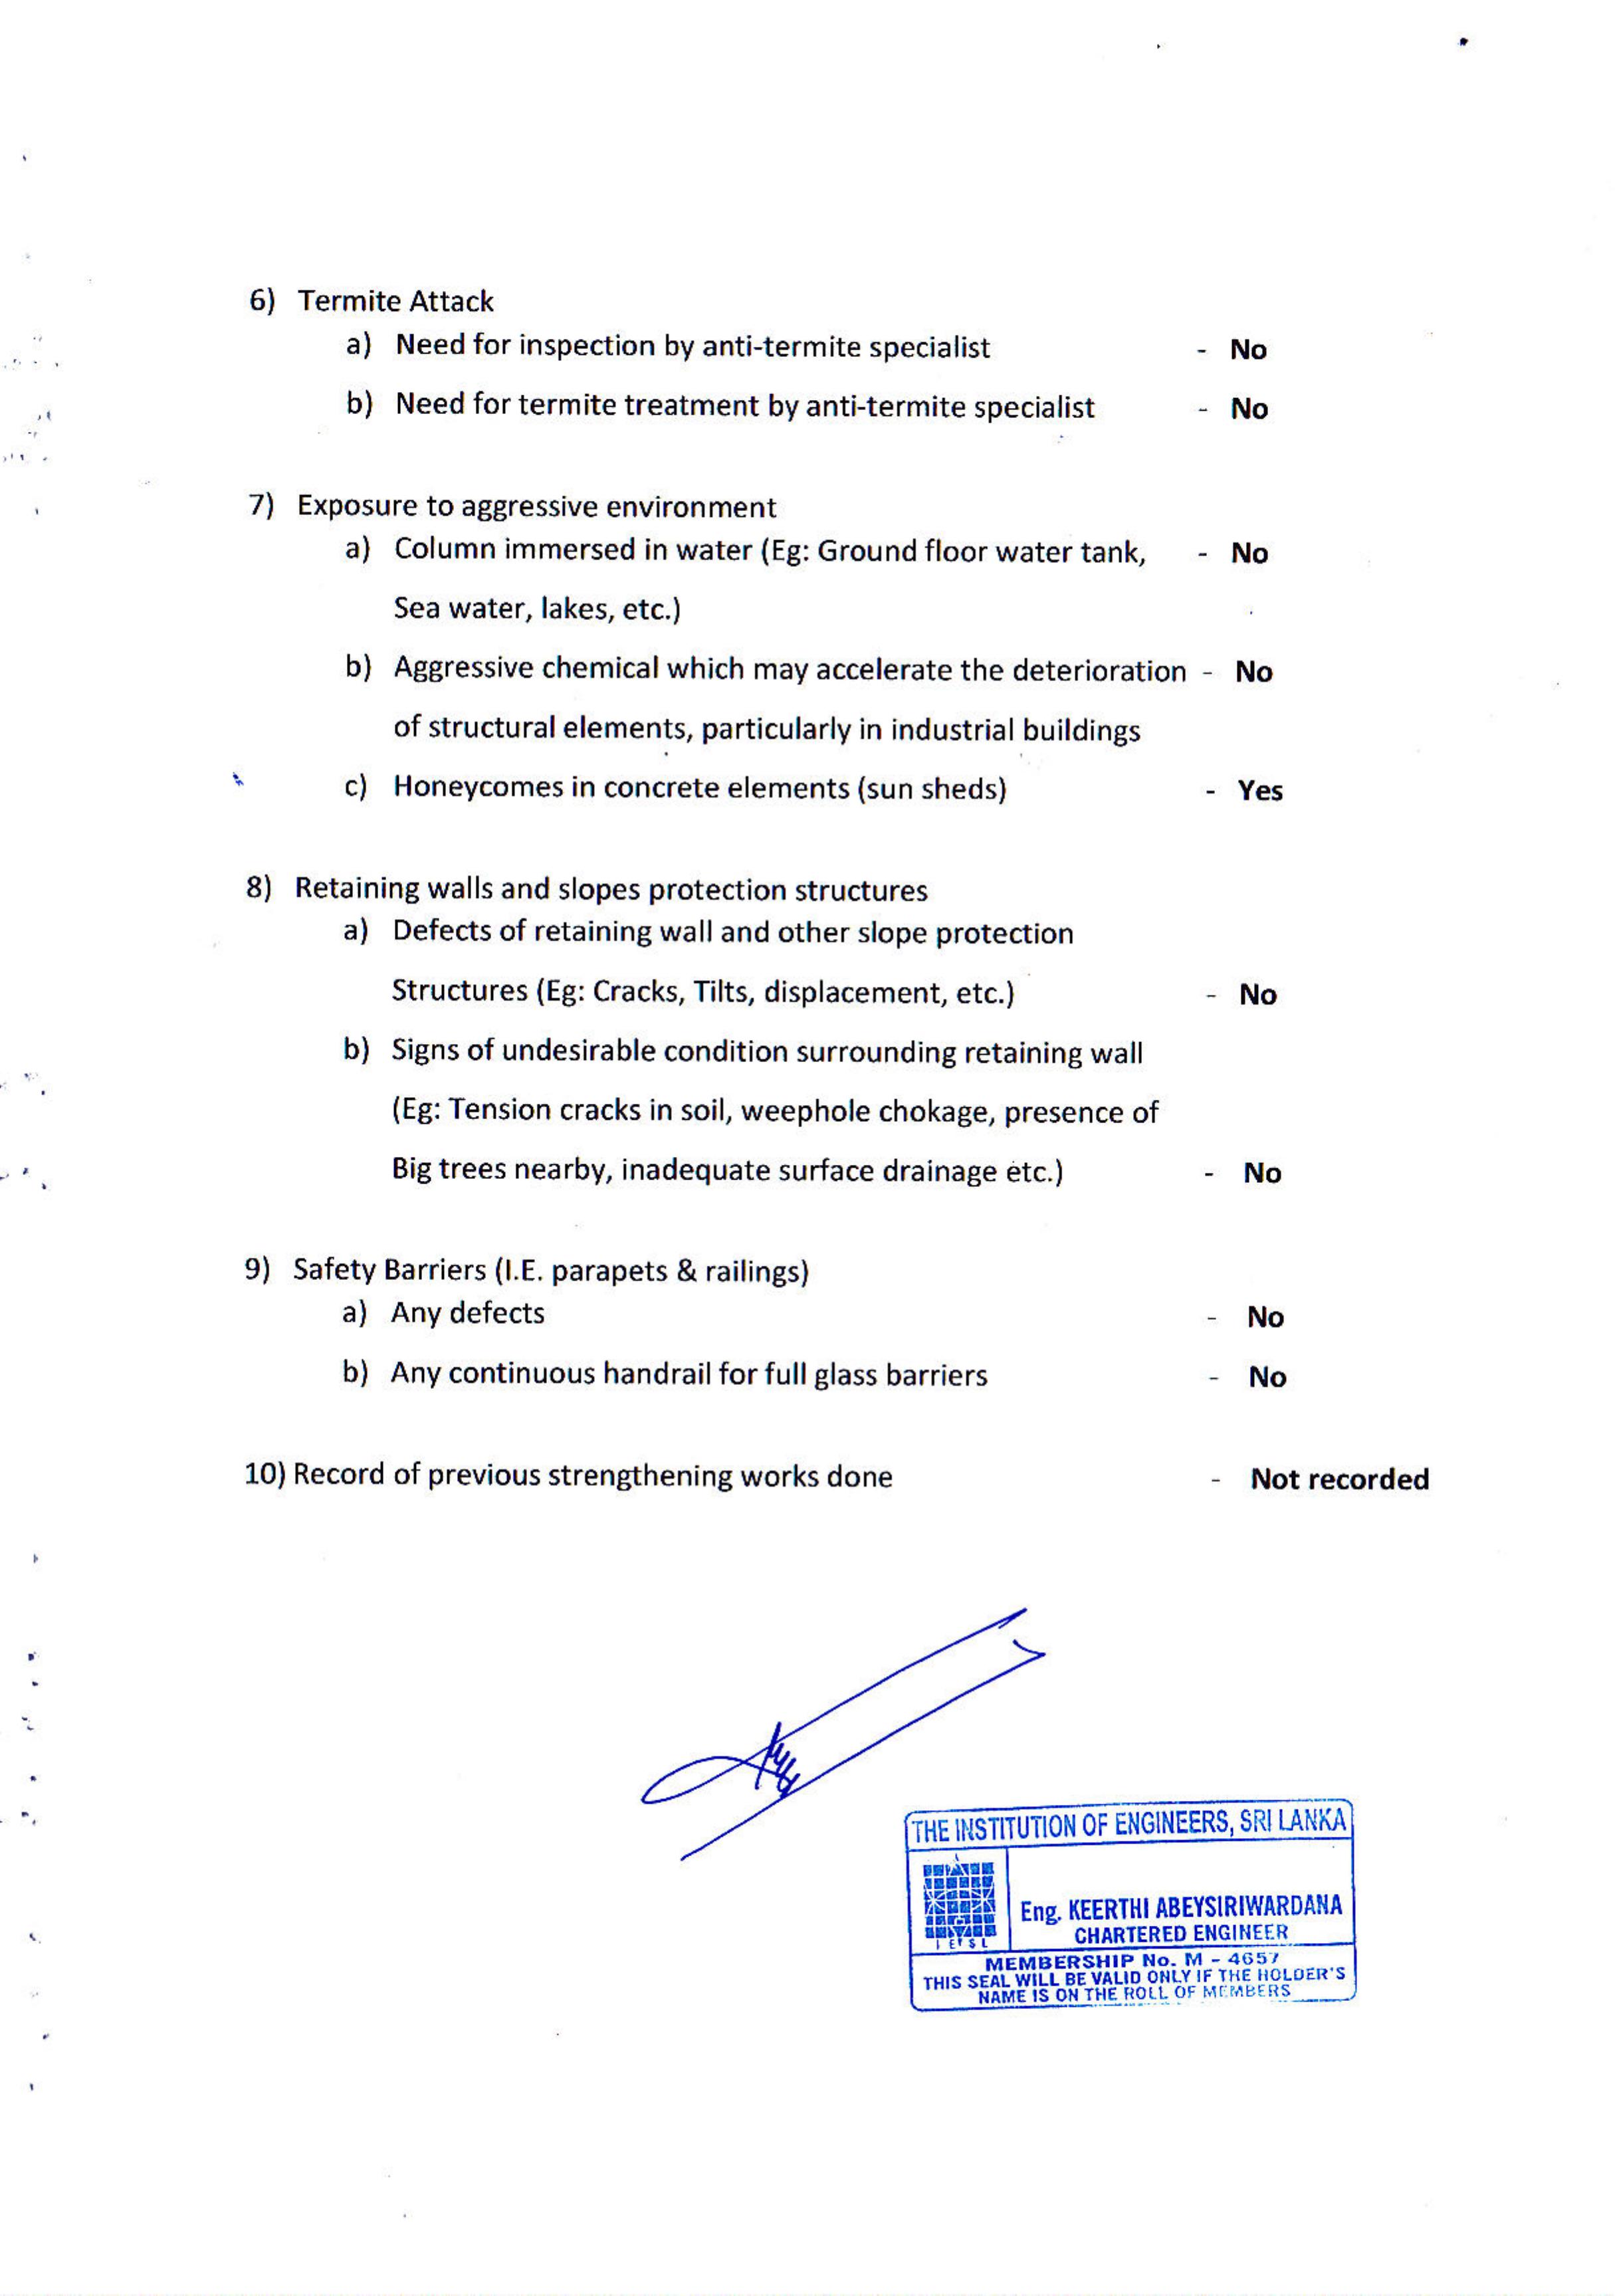 6) Termite Attack
a) Need for inspection by anti-termite specialist - No
b) Need for termite treatment by anti-termite specialist - No
7) Exposure to aggressive environment
a) Column immersed in water (Eg: Ground floor water tank, - No
Sea water, lakes, etc.)
b) Aggressive chemical which may accelerate the deterioration - No
of structural elements, particularly in industrial buildings
c) Honeycomes in concrete elements (sun sheds) - Yes
8) Retaining walls and slopes protection structures
a) Defects of retaining wall and other slope protection
Structures (Eg: Cracks, Tilts, displacement, etc.) - No
b) Signs of undesirable condition surrounding retaining wall
(Eg: Tension cracks in soil, weephole chokage, presence of
Big trees nearby, inadequate surface drainage etc.) - No
9) Safety Barriers (I.E. parapets & railings)
a) Any defects - No
b) Any continuous handrail for full glass barriers - No
10) Record of previous strengthening works done - Not recorded
THE INSTITUTION OF ENGINEERS, SRI LANKA
Eng. KEERTHI ABEYSIRIWARDANA
CHARTERED ENGINEER
IESL
MEMBERSHIP No. M - 4657
THIS SEAL WILL BE VALID ONLY IF THE HOLDER'S
NAME IS ON THE ROLL OF MEMBERS